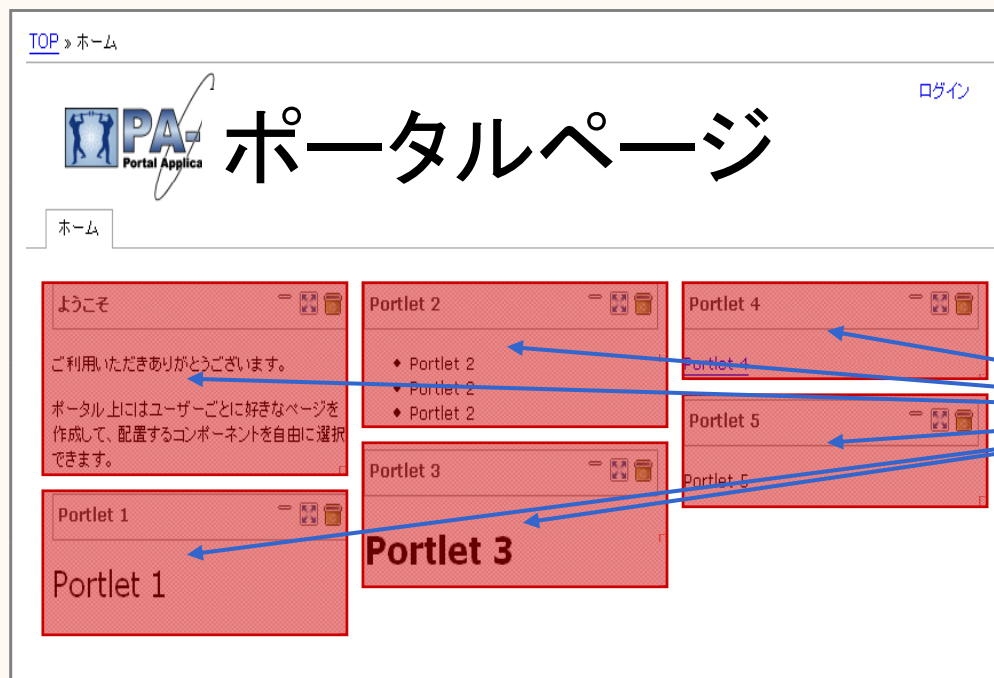 TOP » ホーム
ログイン
PA-
Portal Applica
ポータルページ
ホーム
ようこそ
ご利用いただきありがとうございます。
ポータル上にはユーザーごとに好きなページを
作成して、配置するコンポーネントを自由に選択
できます。
Portlet 1
Portlet 1
Portlet 2
Portlet 2
Portlet 2
Portlet 2
Portlet 3
Portlet 3
Portlet 4
Portlet 4
Portlet 5
Portlet 5